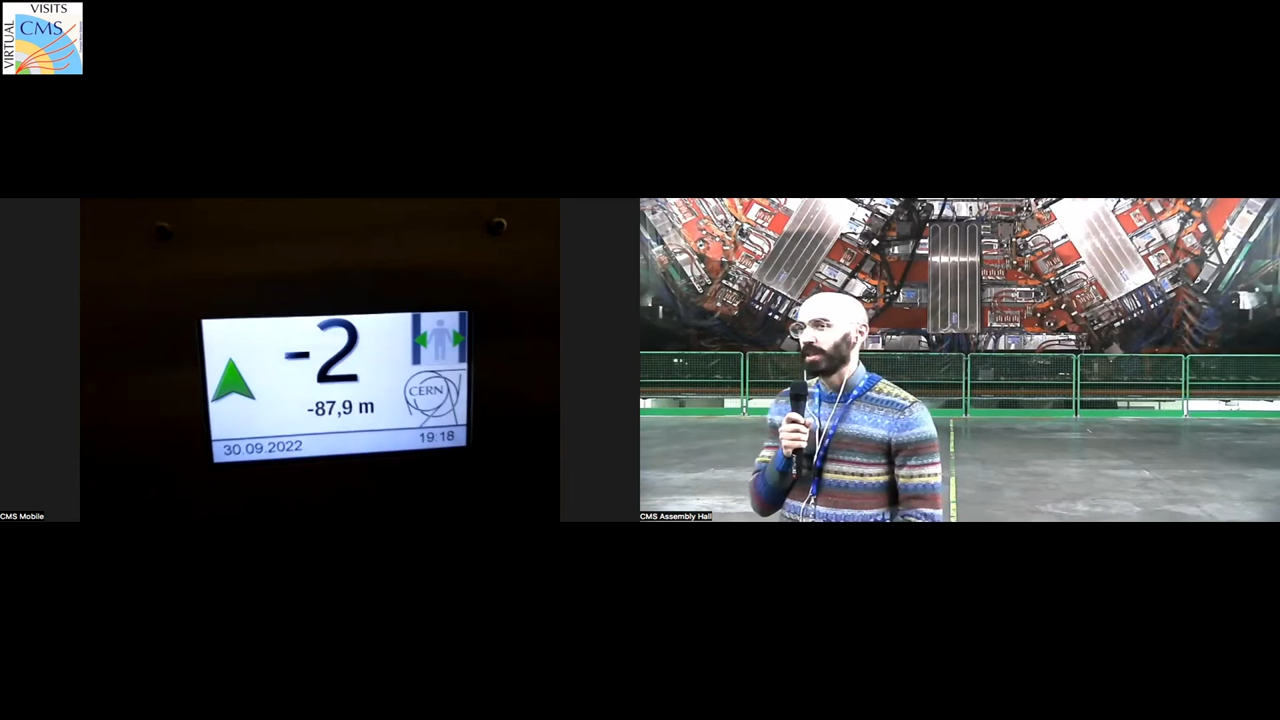 VISITS
CMS
VIRTUAL
-2
-87,9 m
CERN
30.09.2022
19:18
CMS Mobile
CMS Assembly Hall